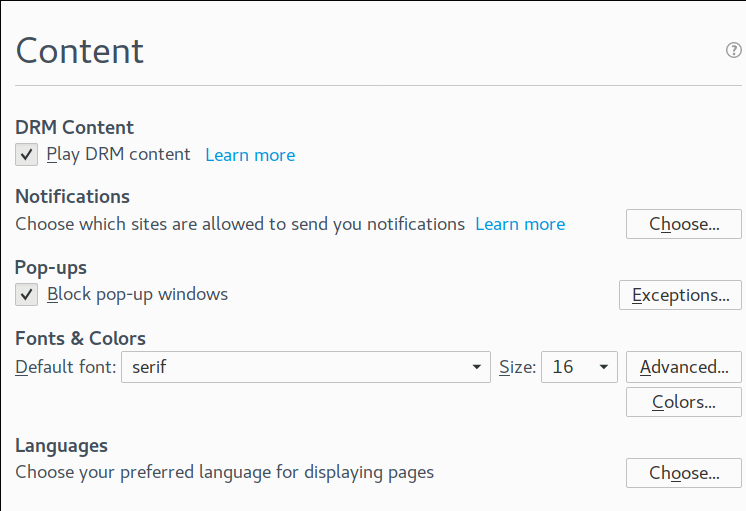 Content
?
DRM Content
Play DRM content Learn more
Notifications
Choose which sites are allowed to send you notifications Learn more Choose...
Pop-ups
Block pop-up windows Exceptions...
Fonts & Colors
Default font: serif Size: 16 Advanced...
Colors...
Languages
Choose your preferred language for displaying pages Choose...